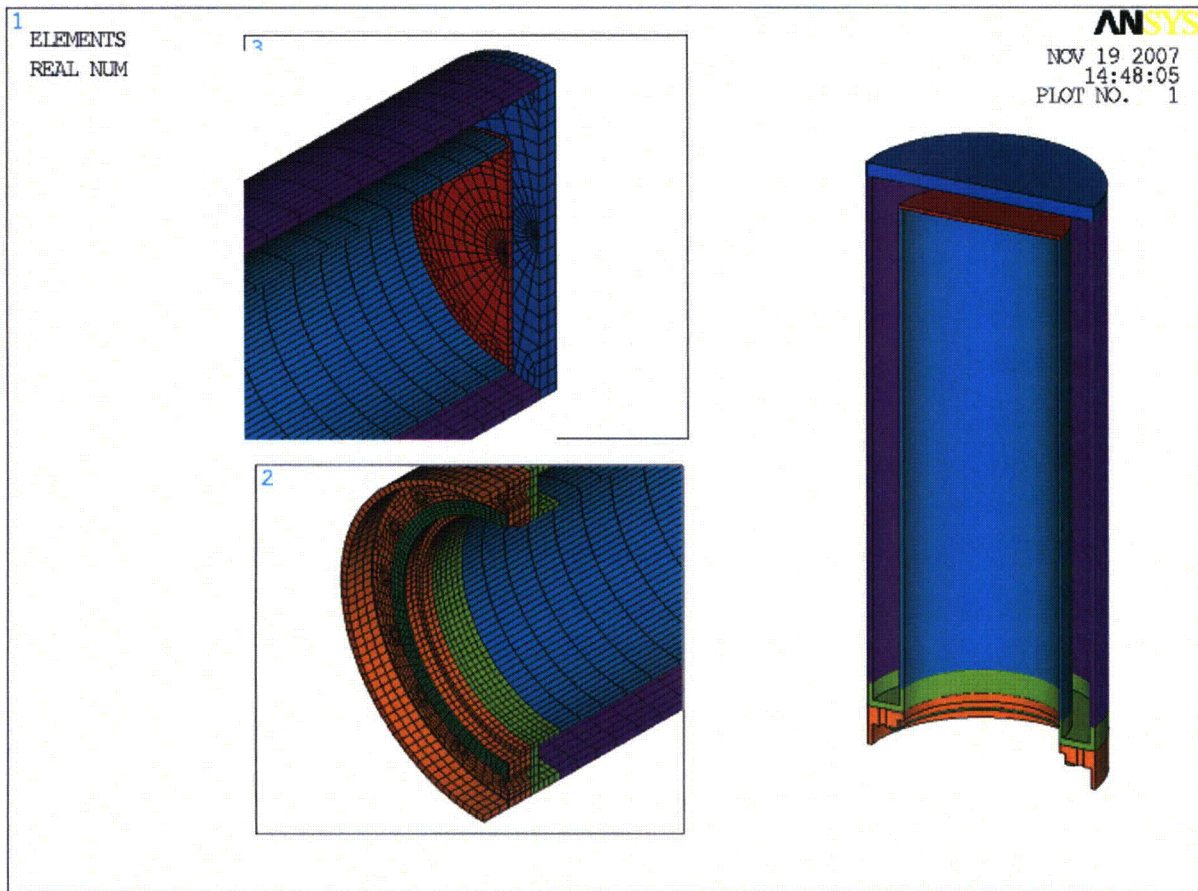 1
ELEMENTS
REAL NUM
3
ANSYS
NOV 19 2007
14:48:05
PLOT NO. 1
2